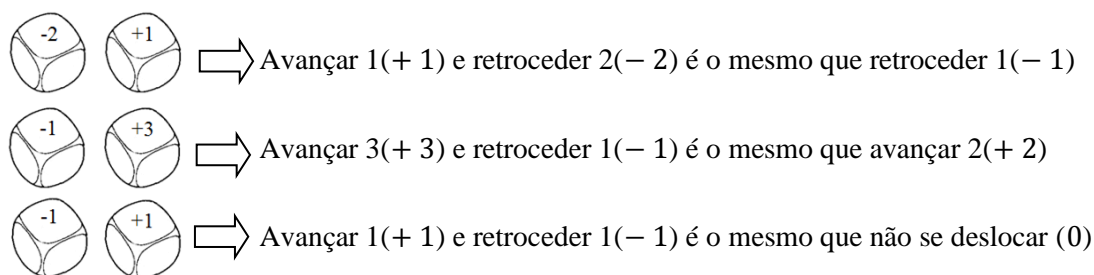 -2 +1 Avançar 1(+ 1) e retroceder 2(− 2) é o mesmo que retroceder 1(− 1)
-1 +3 Avançar 3(+ 3) e retroceder 1(− 1) é o mesmo que avançar 2(+ 2)
-1 +1 Avançar 1(+ 1) e retroceder 1(− 1) é o mesmo que não se deslocar (0)